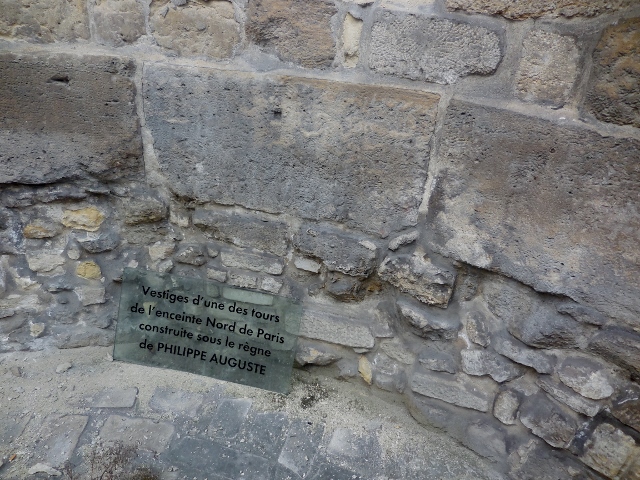 Vestiges d'une des tours
de l'enceinte Nord de Paris
construite sous le règne
de PHILIPPE AUGUSTE